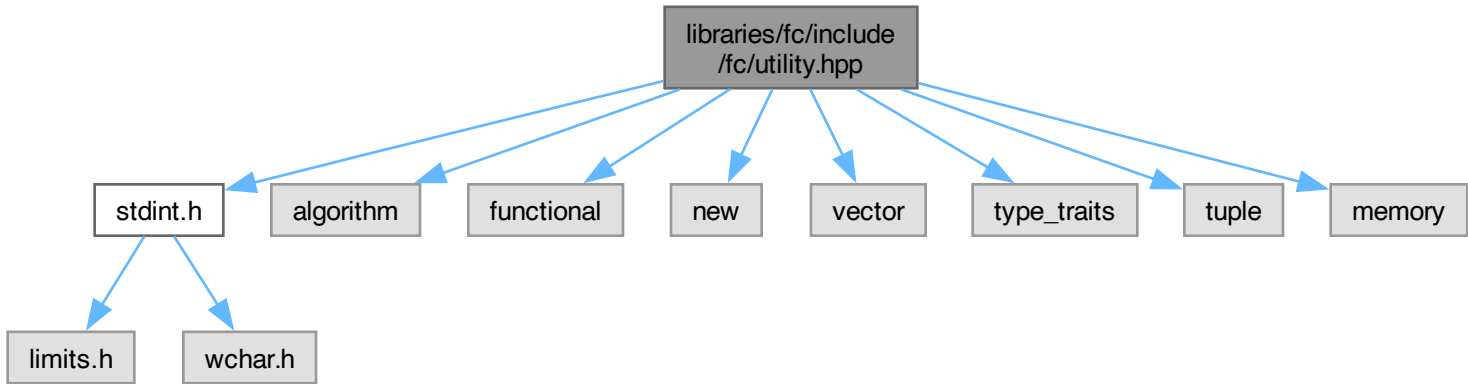 libraries/fc/include
/fc/utility.hpp
stdint.h
algorithm
functional
new
vector
type_traits
tuple
memory
limits.h
wchar.h